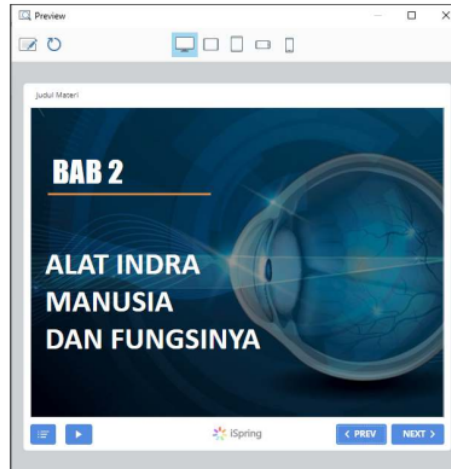 Preview
Judul Materi
BAB 2
ALAT INDRA
MANUSIA
DAN FUNGSINYA
iSpring
< PREV
NEXT >